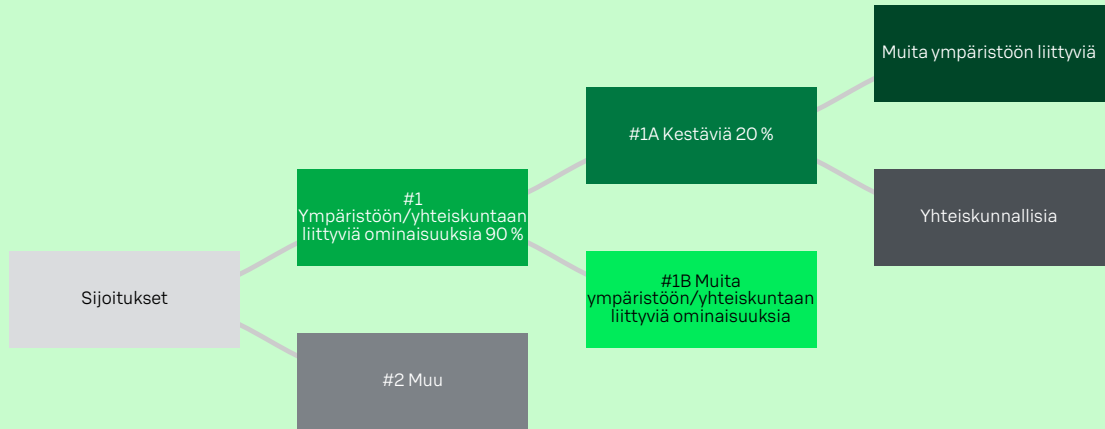 Muita ympäristöön liittyviä
#1A Kestäviä 20 %
#1
Ympäristöön/yhteiskuntaan
liittyviä ominaisuuksia 90 %
Yhteiskunnallisia
Sijoitukset
#1B Muita
ympäristöön/yhteiskuntaan
liittyviä ominaisuuksia
#2 Muu